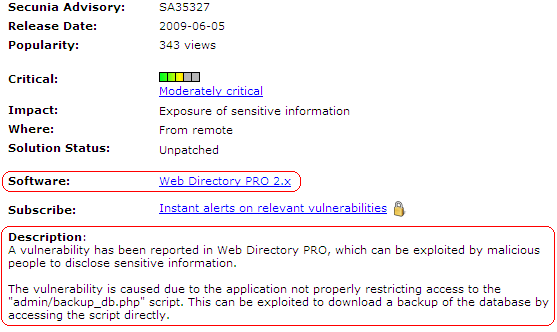 Secunia Advisory: SA35327
Release Date: 2009-06-05
Popularity: 343 views
Critical:
Moderately critical
Impact: Exposure of sensitive information
Where: From remote
Solution Status: Unpatched
Software: Web Directory PRO 2.x
Subscribe: Instant alerts on relevant vulnerabilities
Description:
A vulnerability has been reported in Web Directory PRO, which can be exploited by malicious
people to disclose sensitive information.
The vulnerability is caused due to the application not properly restricting access to the
"admin/backup_db.php" script. This can be exploited to download a backup of the database by
accessing the script directly.